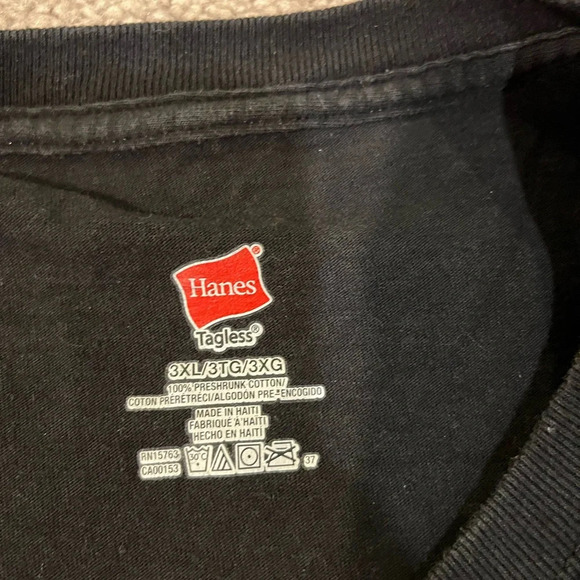 Hanes®
Tagless®
3XL/3TG/3XG
100% PRESHRUNK COTTON/
COTON PRÉRÉTRÉCI/ALGODÓN PRE-ENCOGIDO
MADE IN HAITI
FABRIQUÉ À HAÏTI
HECHO EN HAITI
RN15763
CA00153
30°C
37